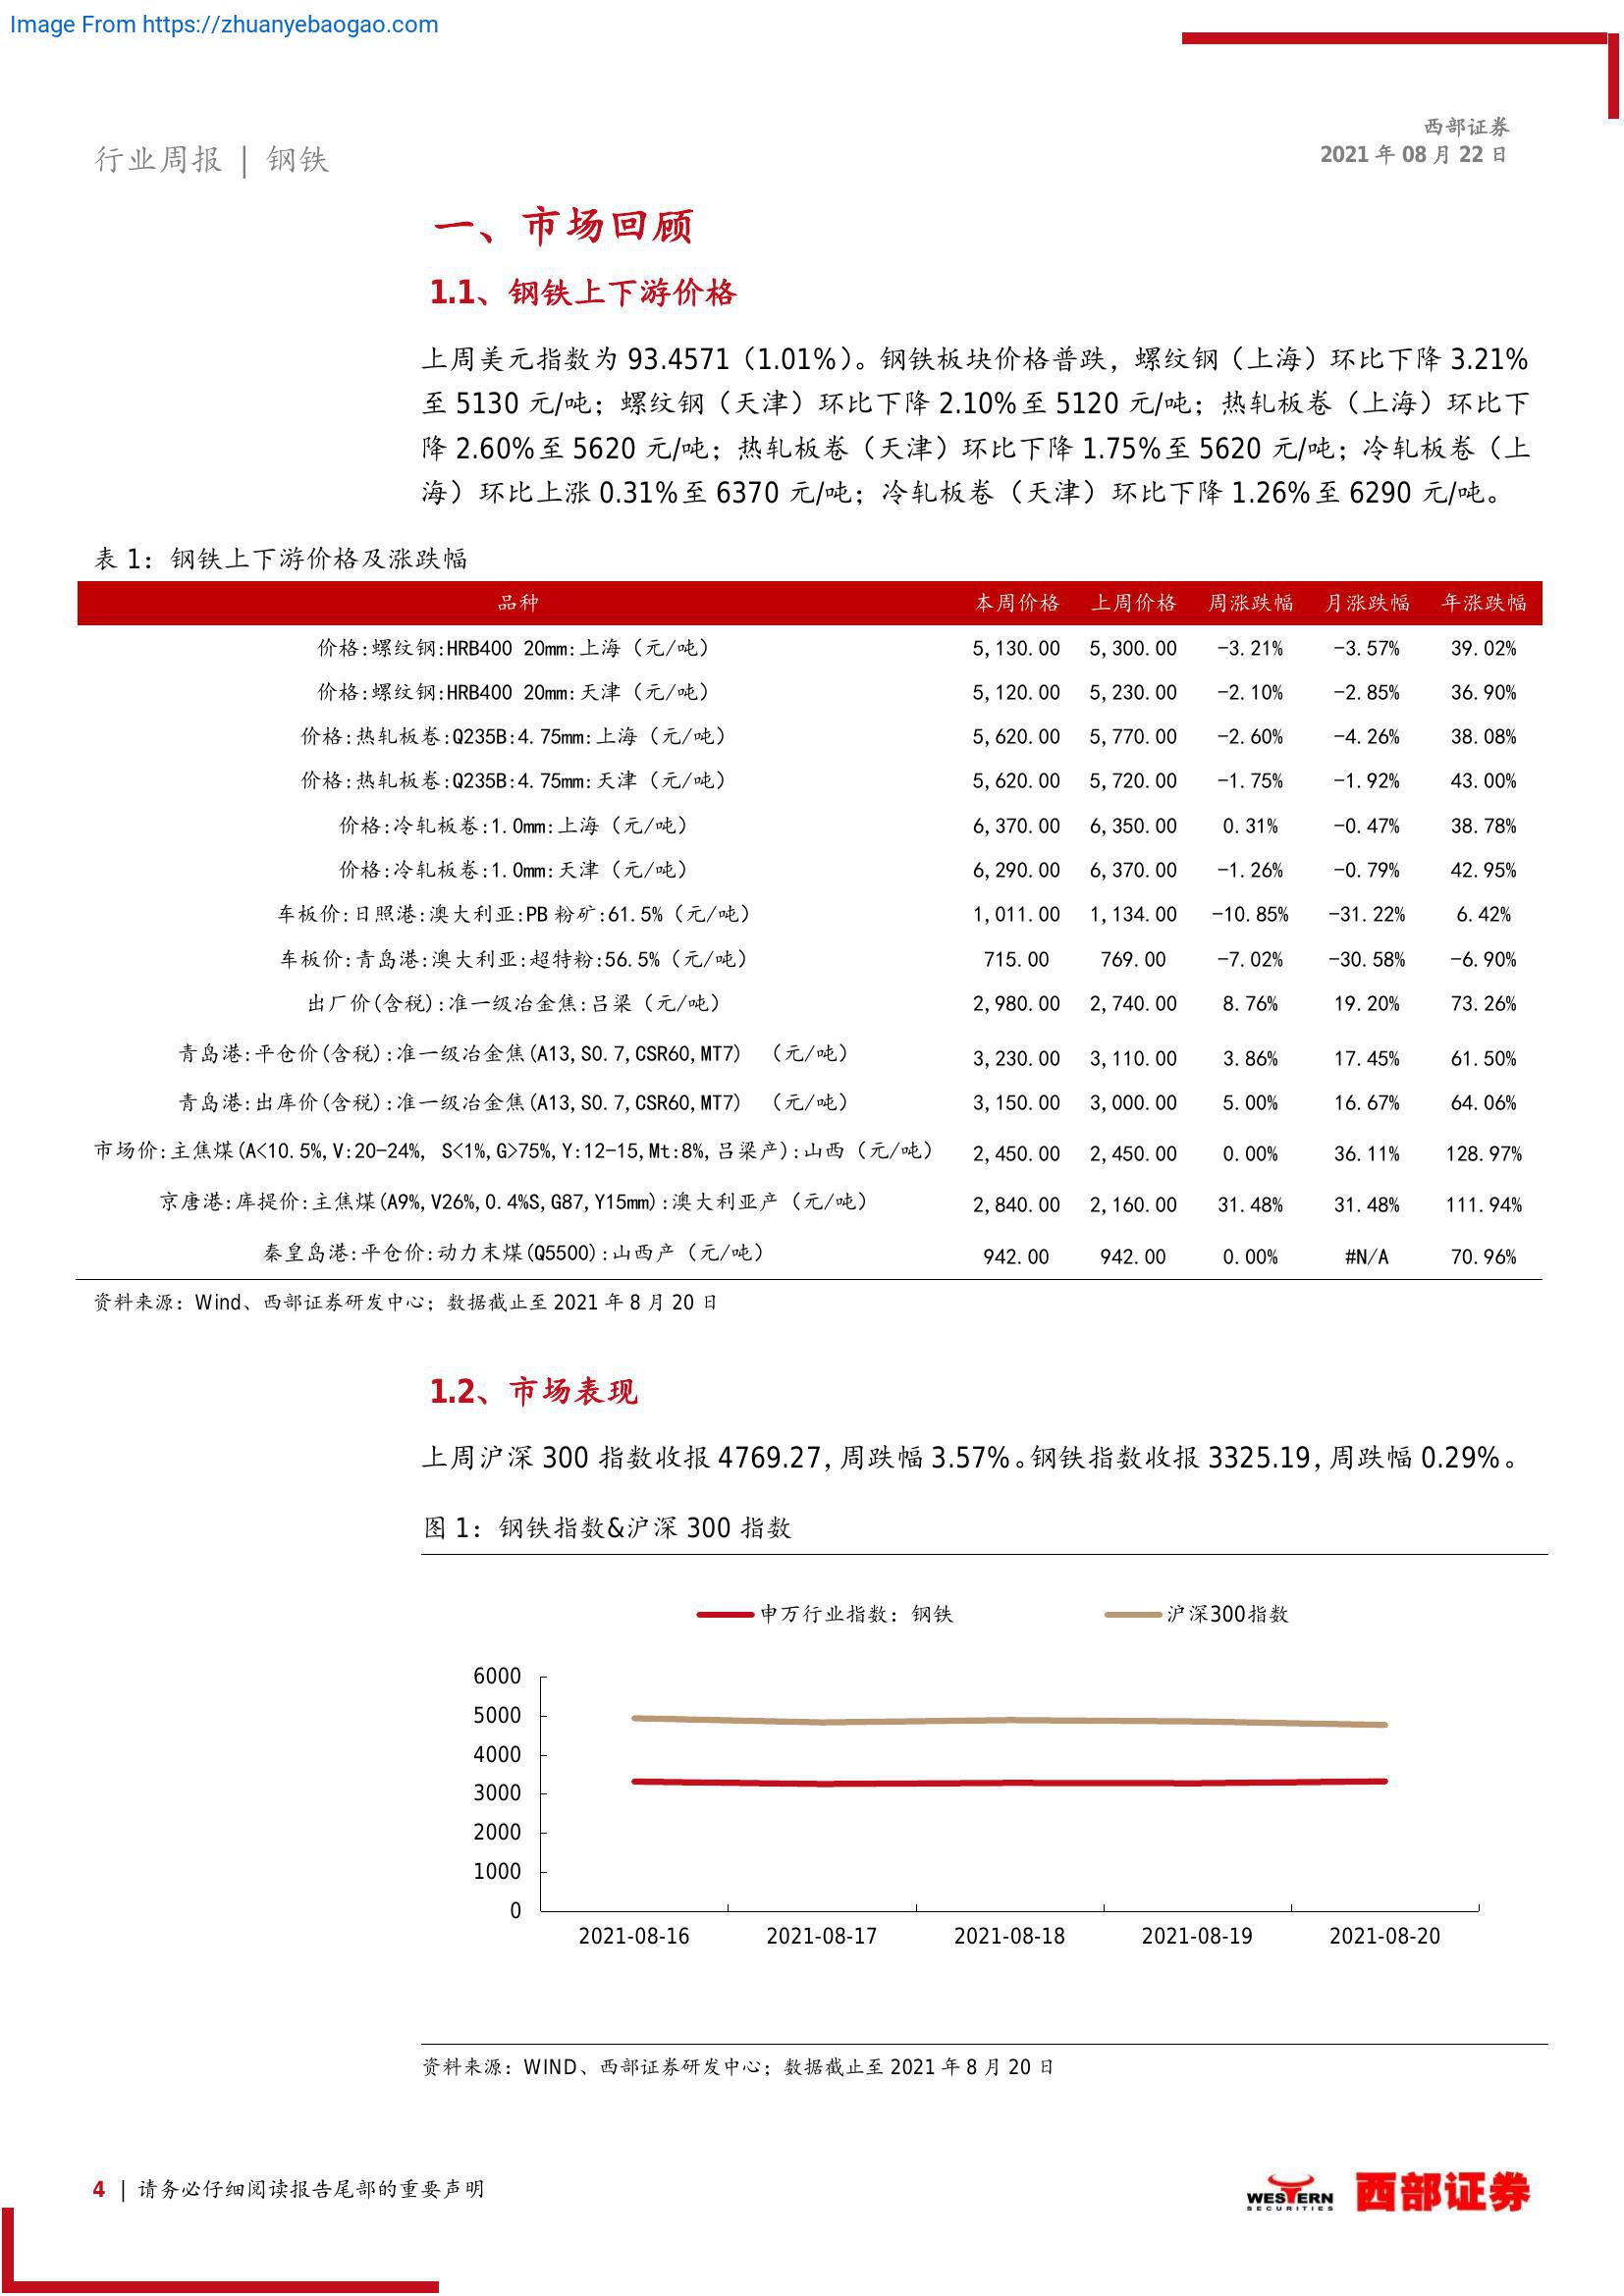 Image From https://zhuanyebaogao.com
西部证券
2021 年 08 月 22 日
行业周报 | 钢铁
一、市场回顾
1.1、钢铁上下游价格
上周美元指数为 93.4571（1.01%）。钢铁板块价格普跌，螺纹钢（上海）环比下降 3.21%
至 5130 元/吨；螺纹钢（天津）环比下降 2.10%至 5120 元/吨；热轧板卷（上海）环比下
降 2.60%至 5620 元/吨；热轧板卷（天津）环比下降 1.75%至 5620 元/吨；冷轧板卷（上
海）环比上涨 0.31%至 6370 元/吨；冷轧板卷（天津）环比下降 1.26%至 6290 元/吨。
表 1：钢铁上下游价格及涨跌幅
品种 本周价格 上周价格 周涨跌幅 月涨跌幅 年涨跌幅
价格:螺纹钢:HRB400 20mm:上海（元/吨） 5,130.00 5,300.00 -3.21% -3.57% 39.02%
价格:螺纹钢:HRB400 20mm:天津（元/吨） 5,120.00 5,230.00 -2.10% -2.85% 36.90%
价格:热轧板卷:Q235B:4.75mm:上海（元/吨） 5,620.00 5,770.00 -2.60% -4.26% 38.08%
价格:热轧板卷:Q235B:4.75mm:天津（元/吨） 5,620.00 5,720.00 -1.75% -1.92% 43.00%
价格:冷轧板卷:1.0mm:上海（元/吨） 6,370.00 6,350.00 0.31% -0.47% 38.78%
价格:冷轧板卷:1.0mm:天津（元/吨） 6,290.00 6,370.00 -1.26% -0.79% 42.95%
车板价:日照港:澳大利亚:PB 粉矿:61.5%（元/吨） 1,011.00 1,134.00 -10.85% -31.22% 6.42%
车板价:青岛港:澳大利亚:超特粉:56.5%（元/吨） 715.00 769.00 -7.02% -30.58% -6.90%
出厂价(含税):准一级冶金焦:吕梁（元/吨） 2,980.00 2,740.00 8.76% 19.20% 73.26%
青岛港:平仓价(含税):准一级冶金焦(A13,S0.7,CSR60,MT7) （元/吨） 3,230.00 3,110.00 3.86% 17.45% 61.50%
青岛港:出库价(含税):准一级冶金焦(A13,S0.7,CSR60,MT7) （元/吨） 3,150.00 3,000.00 5.00% 16.67% 64.06%
市场价:主焦煤(A<10.5%,V:20-24%, S<1%,G>75%,Y:12-15,Mt:8%,吕梁产):山西（元/吨） 2,450.00 2,450.00 0.00% 36.11% 128.97%
京唐港:库提价:主焦煤(A9%,V26%,0.4%S,G87,Y15mm):澳大利亚产（元/吨） 2,840.00 2,160.00 31.48% 31.48% 111.94%
秦皇岛港:平仓价:动力末煤(Q5500):山西产（元/吨） 942.00 942.00 0.00% #N/A 70.96%
资料来源：Wind、西部证券研发中心；数据截止至 2021 年 8 月 20 日
1.2、市场表现
上周沪深 300 指数收报 4769.27，周跌幅 3.57%。钢铁指数收报 3325.19，周跌幅 0.29%。
图 1：钢铁指数&沪深 300 指数
申万行业指数：钢铁 沪深300指数
6000
5000
4000
3000
2000
1000
0
2021-08-16 2021-08-17 2021-08-18 2021-08-19 2021-08-20
资料来源：WIND、西部证券研发中心；数据截止至 2021 年 8 月 20 日
4 | 请务必仔细阅读报告尾部的重要声明
WESTERN
SECURITIES
西部证券